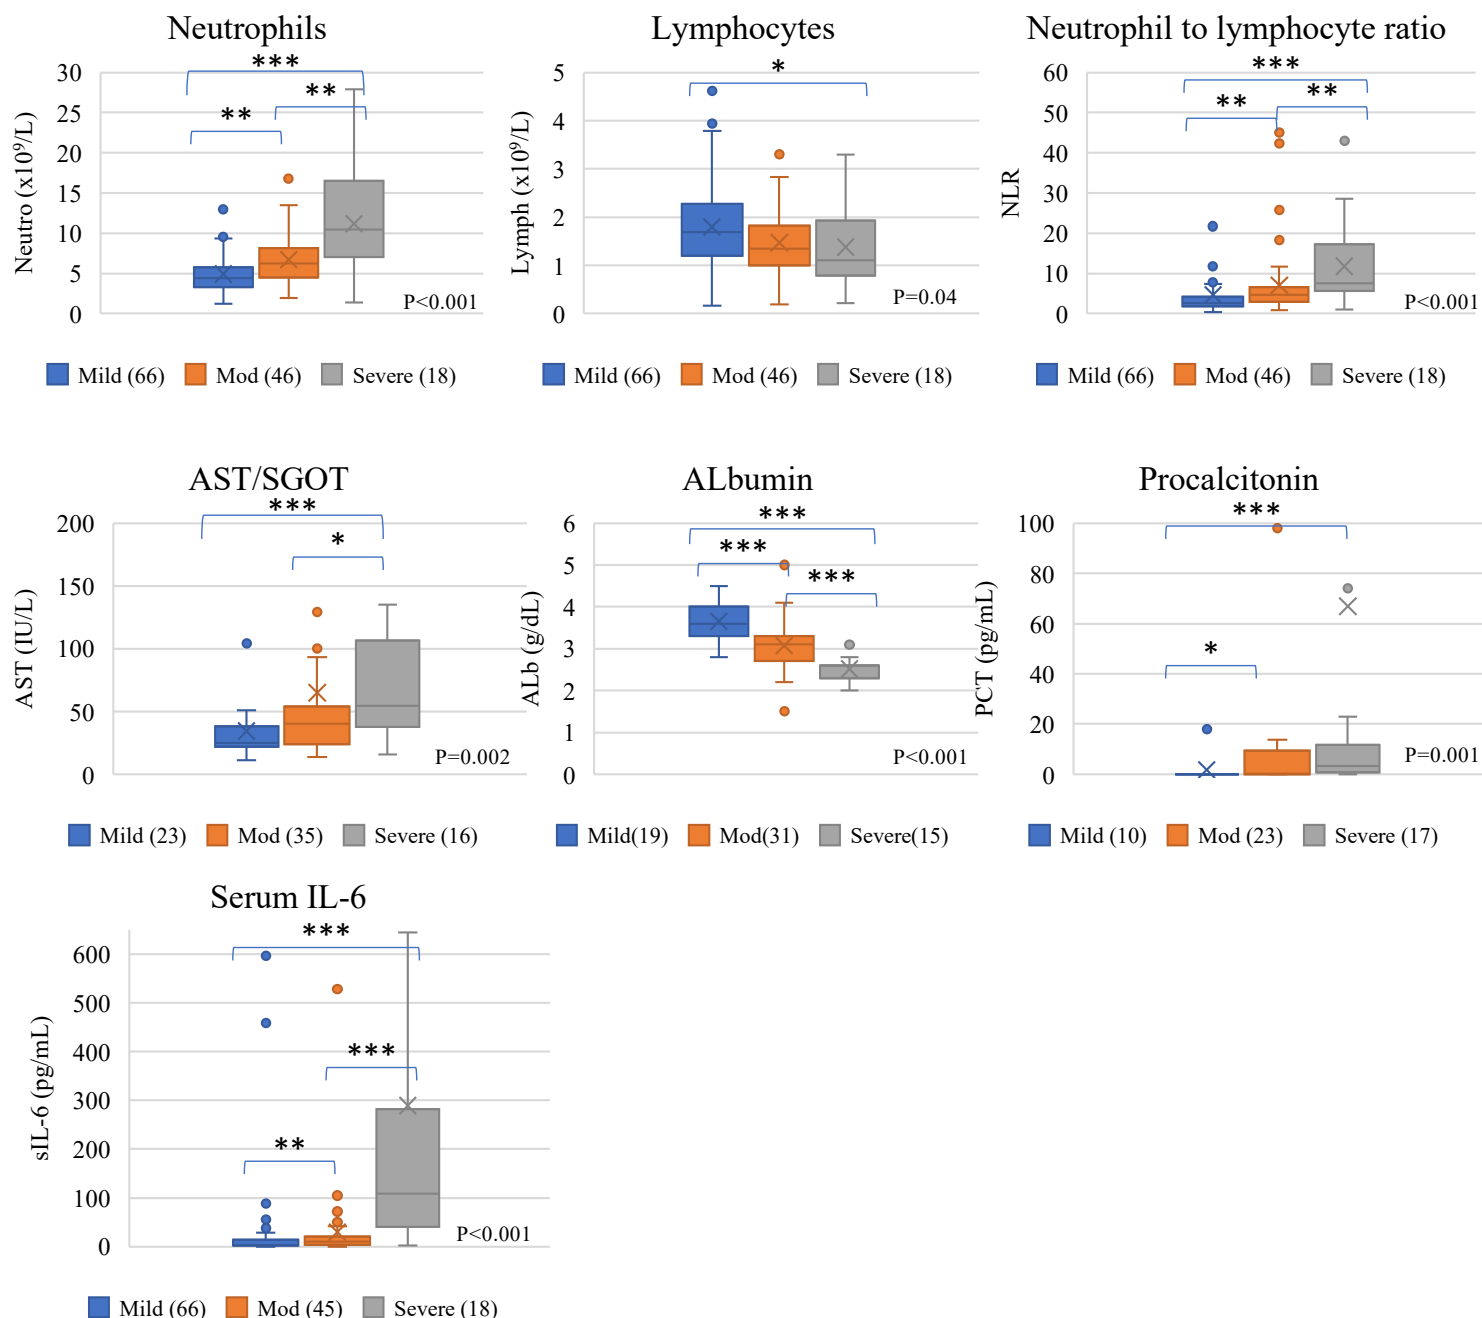 Neutrophils
***
**
**
30
25
20
15
10
5
0
Neutro (x10⁹/L)
P<0.001
Mild (66) Mod (46) Severe (18)
Lymphocytes
*
5
4
3
2
1
0
Lymph (x10⁹/L)
P=0.04
Mild (66) Mod (46) Severe (18)
Neutrophil to lymphocyte ratio
***
**
**
60
50
40
30
20
10
0
NLR
P<0.001
Mild (66) Mod (46) Severe (18)
AST/SGOT
***
*
200
150
100
50
0
AST (IU/L)
P=0.002
Mild (23) Mod (35) Severe (16)
ALbumin
***
***
***
6
5
4
3
2
1
0
ALb (g/dL)
P<0.001
Mild(19) Mod(31) Severe(15)
Procalcitonin
***
*
100
80
60
40
20
0
PCT (pg/mL)
P=0.001
Mild (10) Mod (23) Severe (17)
Serum IL-6
***
***
**
600
500
400
300
200
100
0
sIL-6 (pg/mL)
P<0.001
Mild (66) Mod (45) Severe (18)